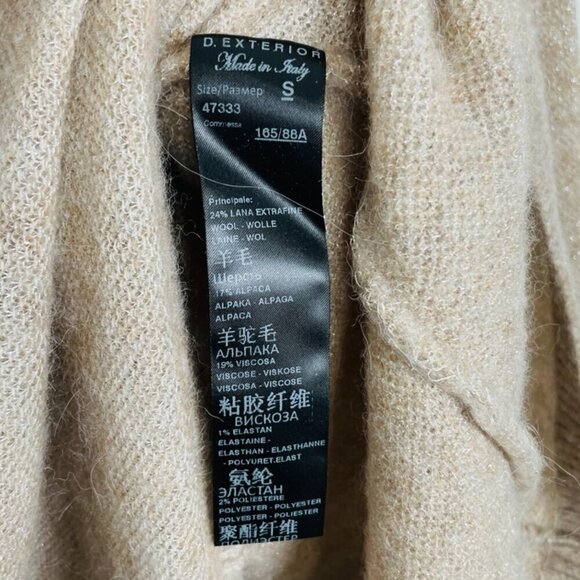 D. EXTERIOR
Made in Italy
Size/Размер S
47333
Commessa 165/88A
Principale:
24% LANA EXTRAFINE
WOOL - WOLLE
LAINE - WOL
羊毛
Шерсть
17% ALPACA
ALPAKA - ALPAGA
ALPACA
羊驼毛
АЛЬПАКА
19% VISCOSA
VISCOSE - VISKOSE
VISCOSA - VISCOSE
粘胶纤维
ВИСКОЗА
1% ELASTAN
ELASTAINE -
ELASTHAN - ELASTHANNE
- POLYURET.ELAST
氨纶
ЭЛАСТАН
2% POLIESTERE
POLYESTER - POLYESTER
POLYESTER - POLYESTER
聚酯纤维
ПОЛИЭСТЕР